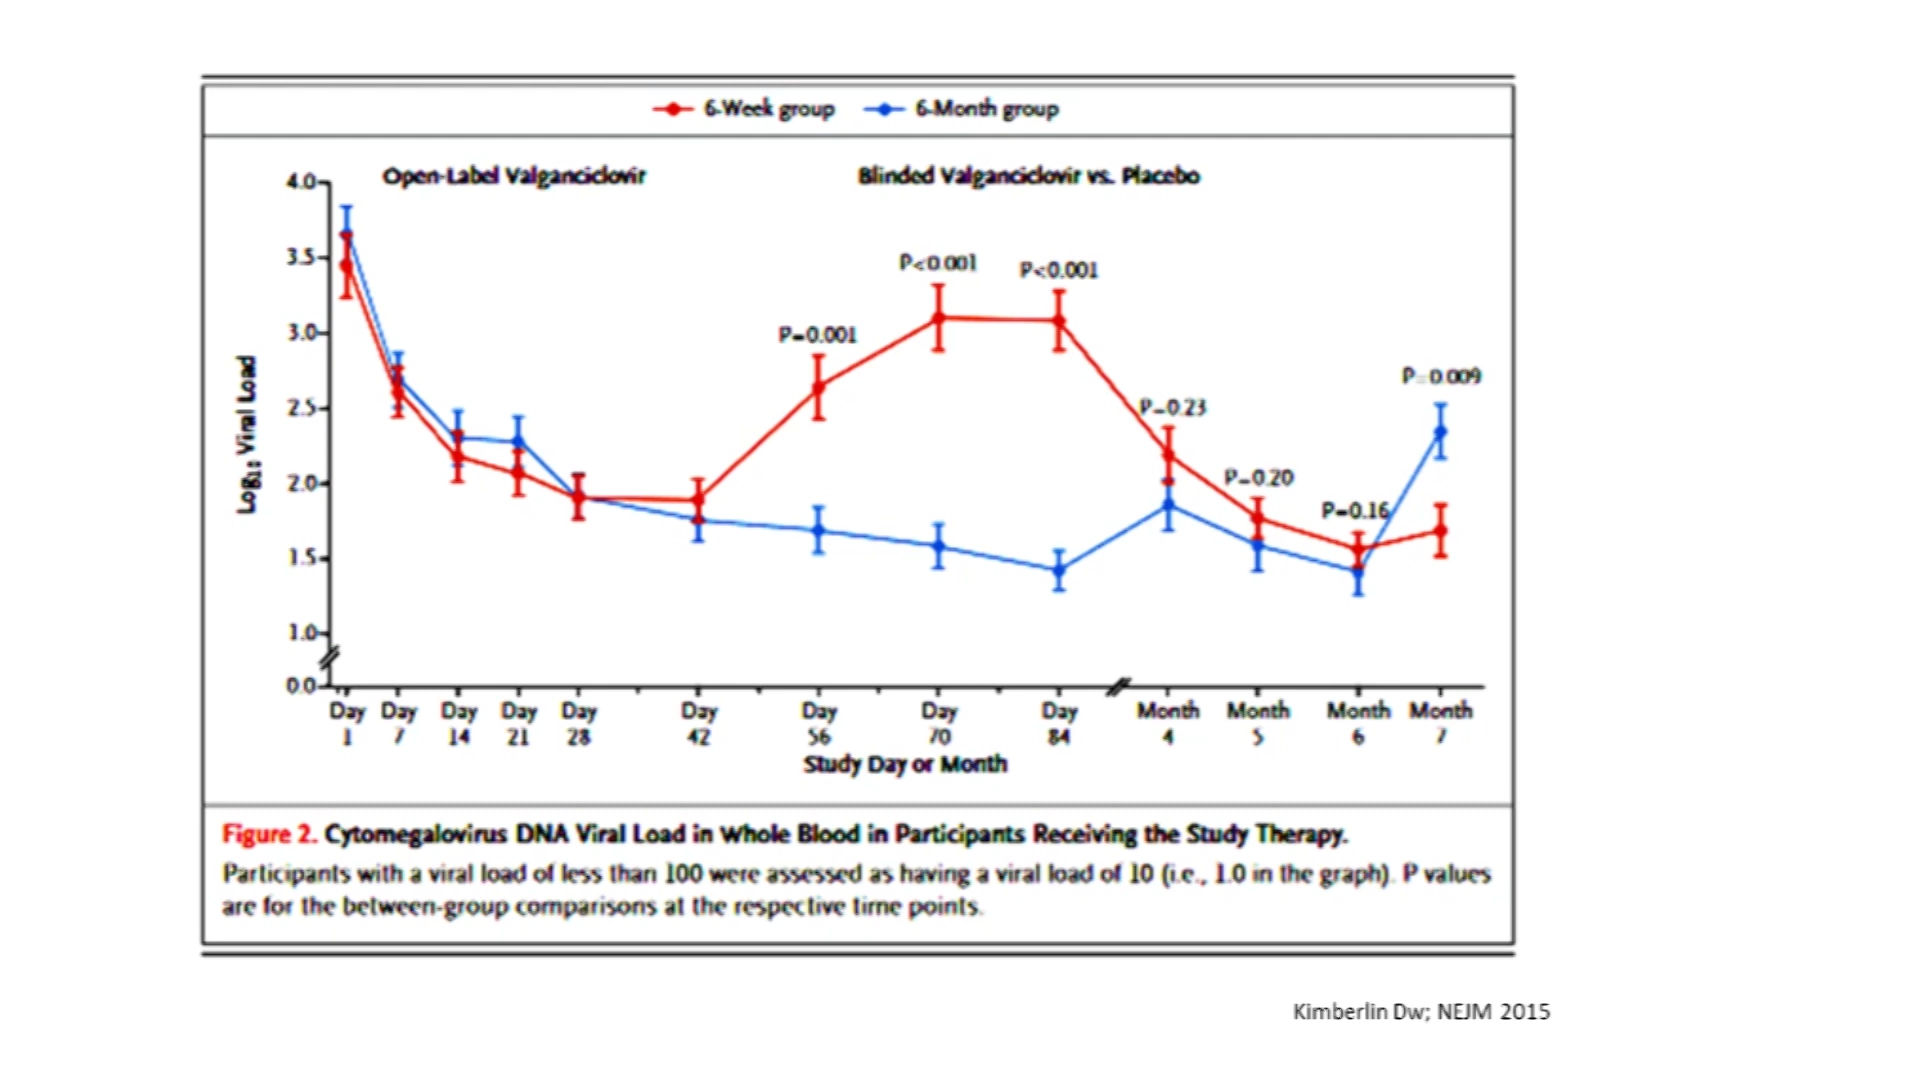 6-Week group 6-Month group
Open-Label Valganciclovir Blinded Valganciclovir vs. Placebo
4.0
3.5
3.0
2.5
2.0
1.5
1.0
0.0
Viral Load
P=0.001
P<0.001
P<0.001
P=0.23
P=0.20
P=0.16
P=0.009
Day Day Day Day Day Day Day Day Day Month Month Month Month
1 7 14 21 28 42 56 70 84 4 5 6 7
Study Day or Month
Figure 2. Cytomegalovirus DNA Viral Load in Whole Blood in Participants Receiving the Study Therapy.
Participants with a viral load of less than 100 were assessed as having a viral load of 10 (i.e., 1.0 in the graph). P values
are for the between-group comparisons at the respective time points.
Kimberlin Dw; NEJM 2015